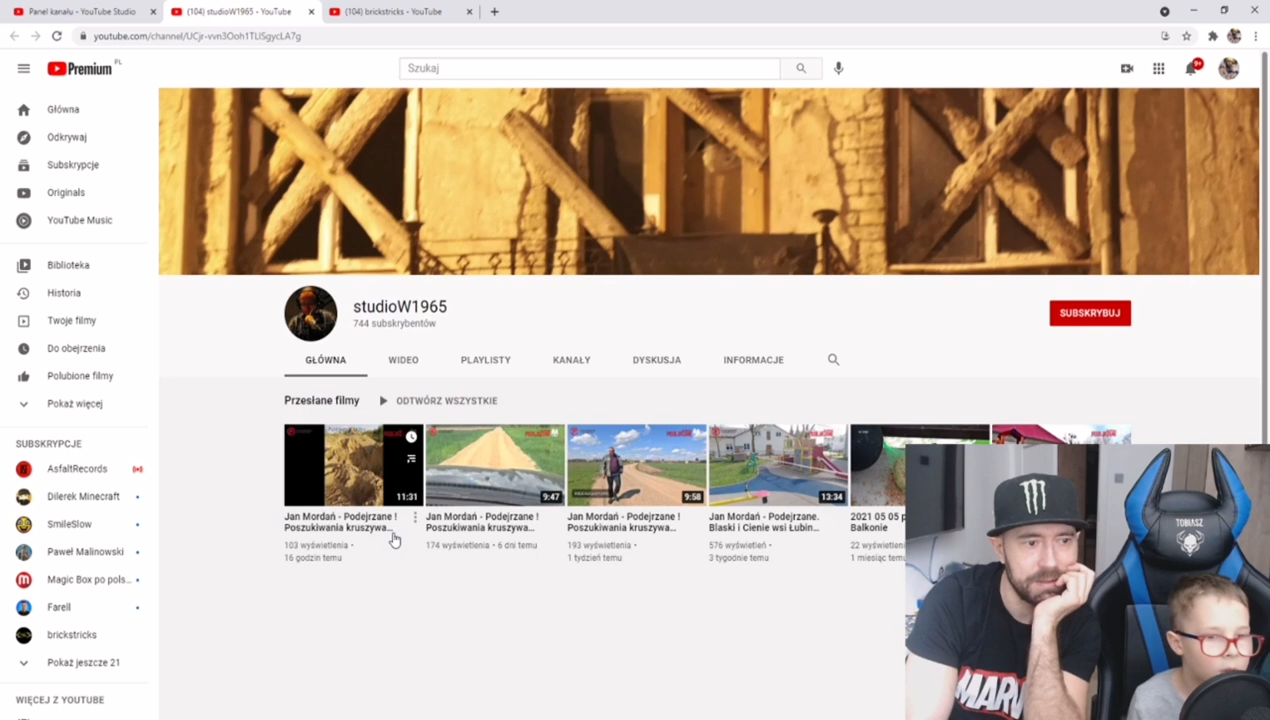 Panel kanału - YouTube Studio
(104) studioW1965 - YouTube
(104) brickstricks - YouTube
youtube.com/channel/UCjr-vvn3Ooh1TLlSgycLA7g
Premium PL
Szukaj
9+
Główna
Odkrywaj
Subskrypcje
Originals
YouTube Music
Biblioteka
Historia
Twoje filmy
Do obejrzenia
Polubione filmy
Pokaż więcej
SUBSKRYPCJE
AsfaltRecords
Dilerek Minecraft
SmileSlow
Paweł Malinowski
Magic Box po pols...
Farell
brickstricks
Pokaż jeszcze 21
WIĘCEJ Z YOUTUBE
studioW1965
744 subskrybentów
SUBSKRYBUJ
GŁÓWNA
WIDEO
PLAYLISTY
KANAŁY
DYSKUSJA
INFORMACJE
Przesłane filmy
ODTWÓRZ WSZYSTKIE
11:31
Jan Mordań - Podejrzane !
Poszukiwania kruszywa...
103 wyświetlenia •
16 godzin temu
9:47
Jan Mordań - Podejrzane !
Poszukiwania kruszywa...
174 wyświetlenia • 6 dni temu
9:58
Jan Mordań - Podejrzane !
Poszukiwania kruszywa...
193 wyświetlenia •
1 tydzień temu
13:34
Jan Mordań - Podejrzane.
Blaski i Cienie wsi Łubin...
576 wyświetleń •
3 tygodnie temu
2021 05 05 p
Balkonie
22 wyświetle
1 miesiąc tem
TOBIASZ
MARV